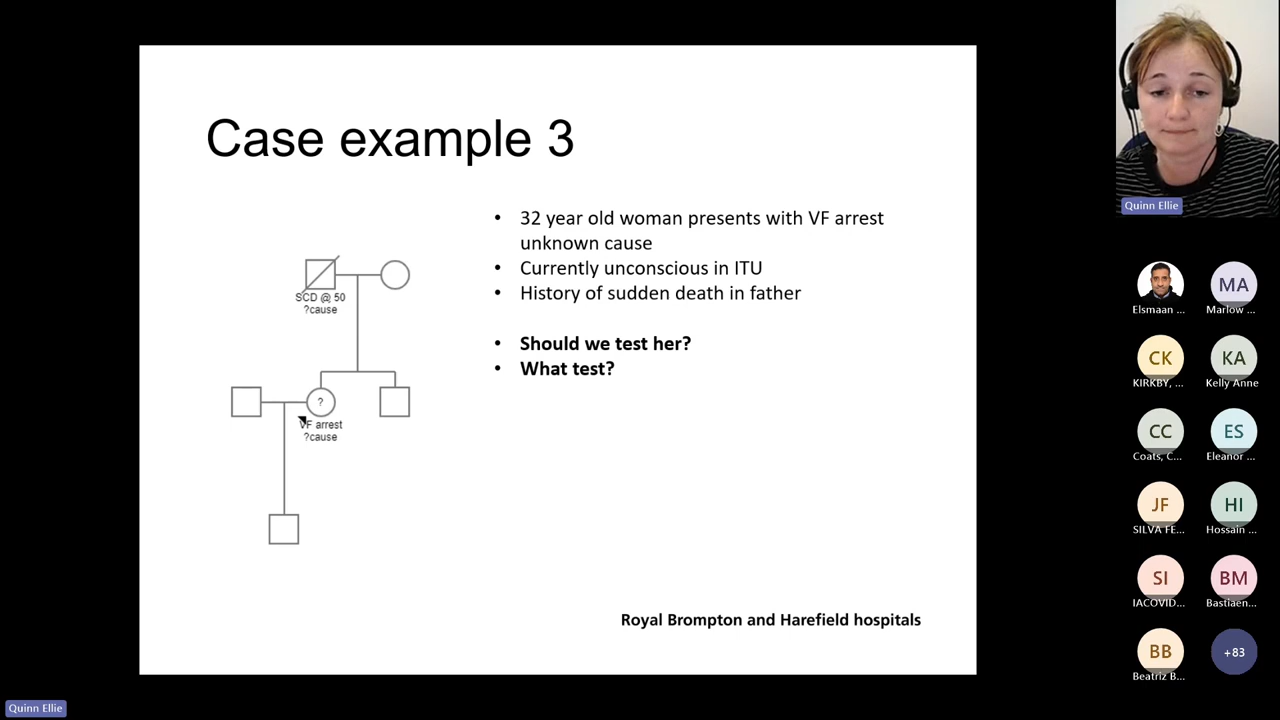 Case example 3
• 32 year old woman presents with VF arrest
unknown cause
• Currently unconscious in ITU
• History of sudden death in father
• Should we test her?
• What test?
SCD @ 50
?cause
?
VF arrest
?cause
Royal Brompton and Harefield hospitals
Quinn Ellie
Elsmaan ...
MA
Marlow ...
CK
KIRKBY, ...
KA
Kelly Anne
CC
Coats, C...
ES
Eleanor ...
JF
SILVA FE...
HI
Hossain ...
SI
IACOVID...
BM
Bastiaen...
BB
Beatriz B...
+83
Quinn Ellie